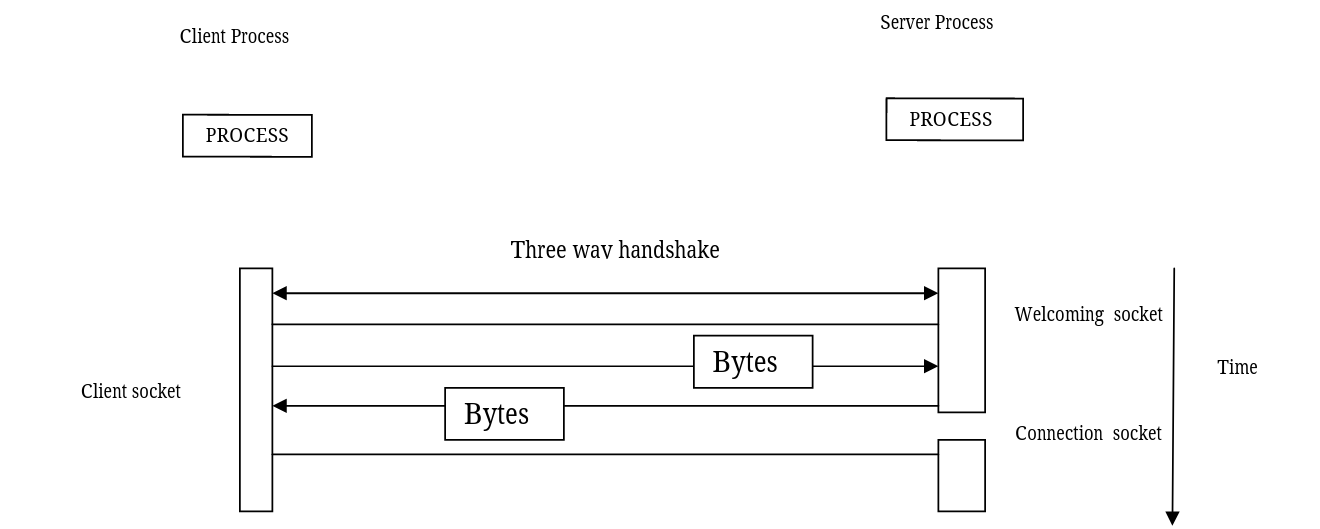 Server Process
Client Process
PROCESS
PROCESS
Three way handshake
Welcoming socket
Bytes
Time
Client socket
Bytes
Connection socket